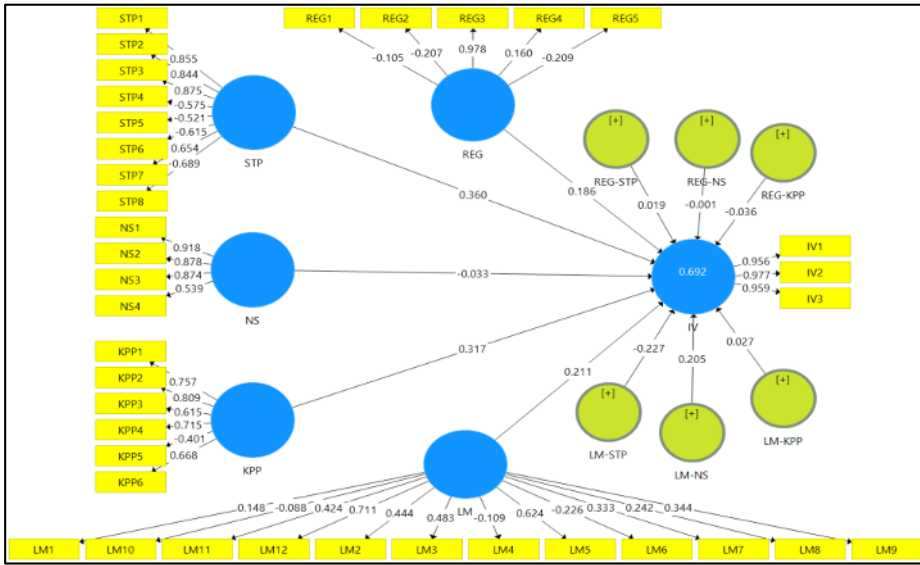 STP1
STP2
STP3
STP4
STP5
STP6
STP7
STP8
0.855
0.844
0.875
-0.575
-0.521
-0.615
0.654
-0.689
STP
REG1
REG2
REG3
REG4
REG5
-0.105
-0.207
0.978
0.160
-0.209
REG
[+]
REG-STP
[+]
REG-NS
[+]
REG-KPP
0.360
0.186
0.019
-0.001
-0.036
NS1
NS2
NS3
NS4
0.918
0.878
0.874
0.539
NS
-0.033
0.692
IV
0.956
0.977
0.959
IV1
IV2
IV3
KPP1
KPP2
KPP3
KPP4
KPP5
KPP6
0.757
0.809
0.615
0.715
-0.401
0.668
KPP
0.317
0.211
-0.227
0.205
0.027
[+]
LM-STP
[+]
LM-NS
[+]
LM-KPP
LM
0.148
-0.088
0.424
0.711
0.444
0.483
-0.109
0.624
-0.226
0.333
0.242
0.344
LM1
LM10
LM11
LM12
LM2
LM3
LM4
LM5
LM6
LM7
LM8
LM9